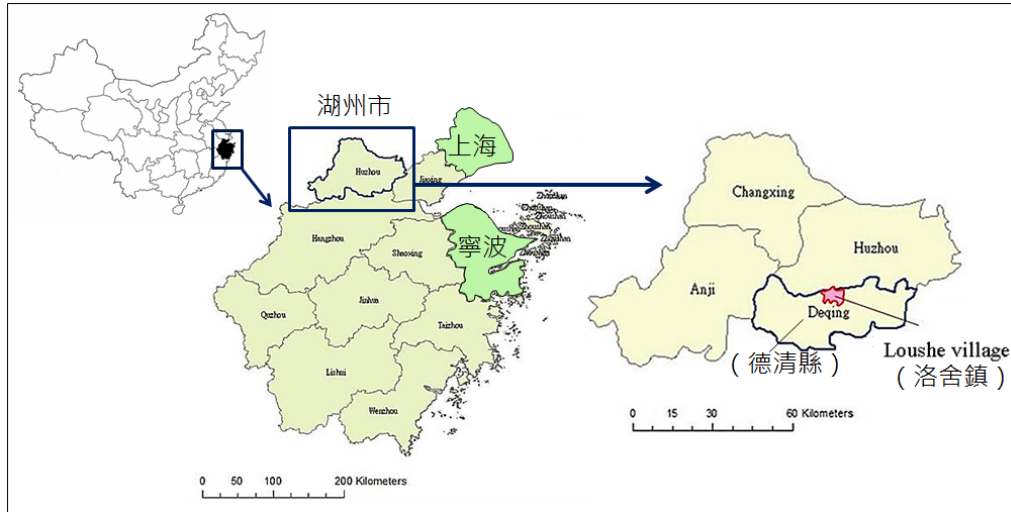 湖州市
上海
Huzhou
Jiaxing
Zhoushan
Zhoushan
Zhoushan
Hangzhou
Shaoxing
寧波
Jinhua
Quzhou
Taizhou
Lishui
Wenzhou
0 50 100 200 Kilometers
Changxing
Huzhou
Anji
Deqing
(德清縣)
Loushe village
(洛舍鎮)
0 15 30 60 Kilometers